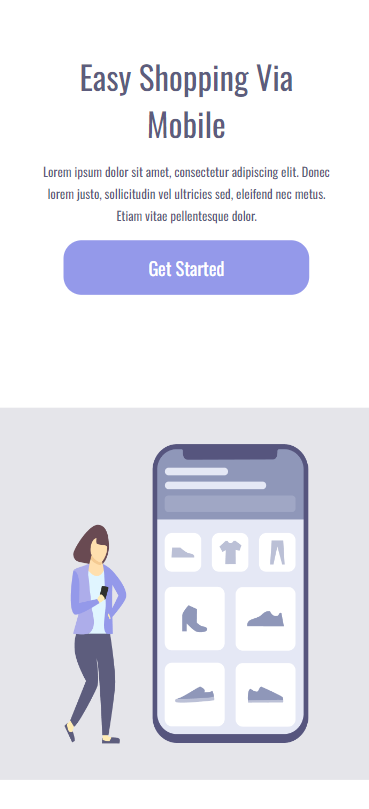 Easy Shopping Via
Mobile
Lorem ipsum dolor sit amet, consectetur adipiscing elit. Donec
lorem justo, sollicitudin vel ultricies sed, eleifend nec metus.
Etiam vitae pellentesque dolor.
Get Started